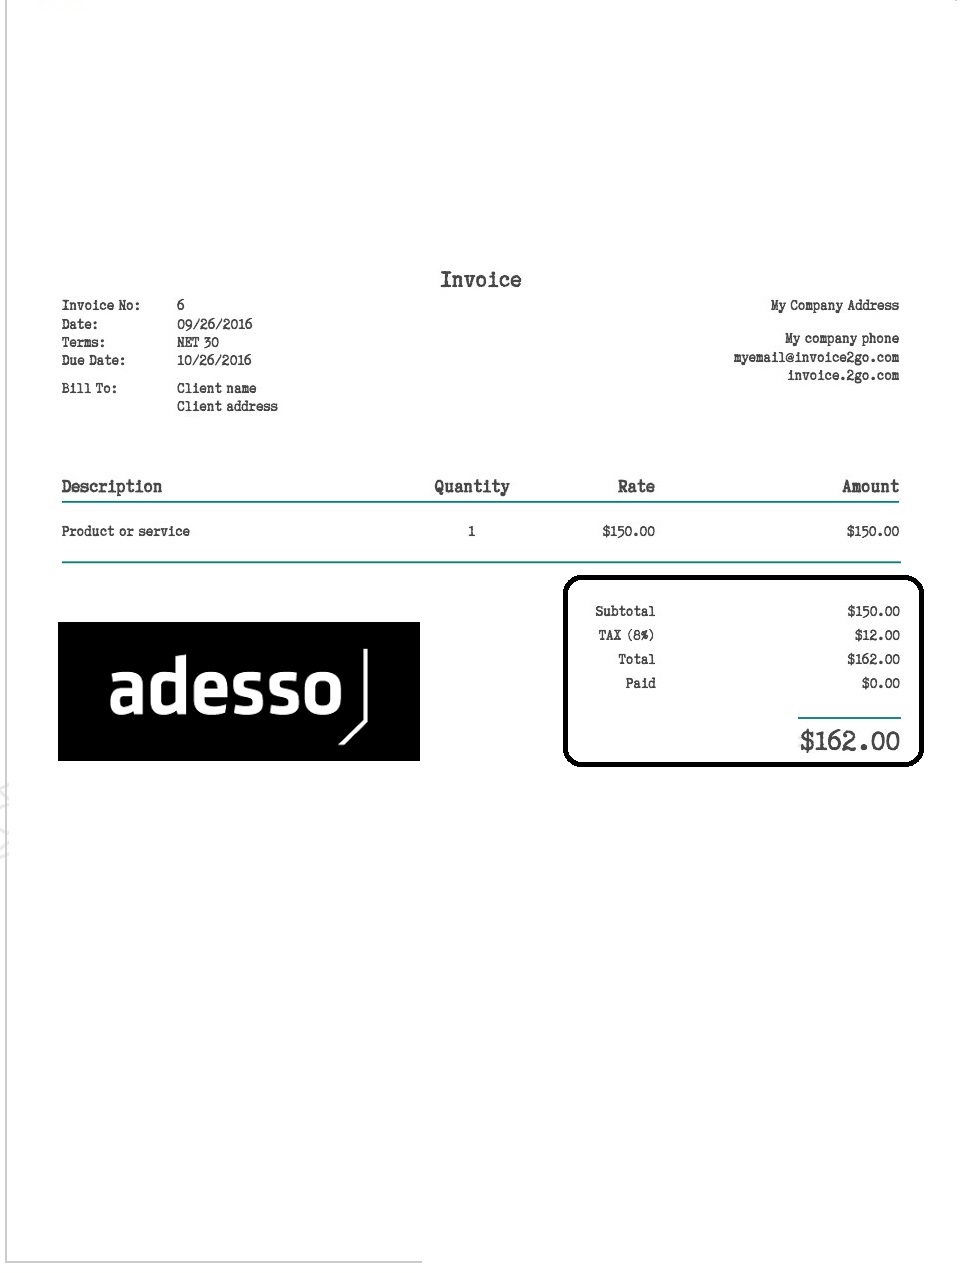 Invoice
Invoice No: 6
Date: 09/26/2016
Terms: NET 30
Due Date: 10/26/2016
Bill To: Client name
Client address
My Company Address
My company phone
myemail@invoice2go.com
invoice.2go.com
Description Quantity Rate Amount
Product or service 1 $150.00 $150.00
adesso
Subtotal $150.00
TAX (8%) $12.00
Total $162.00
Paid $0.00
$162.00